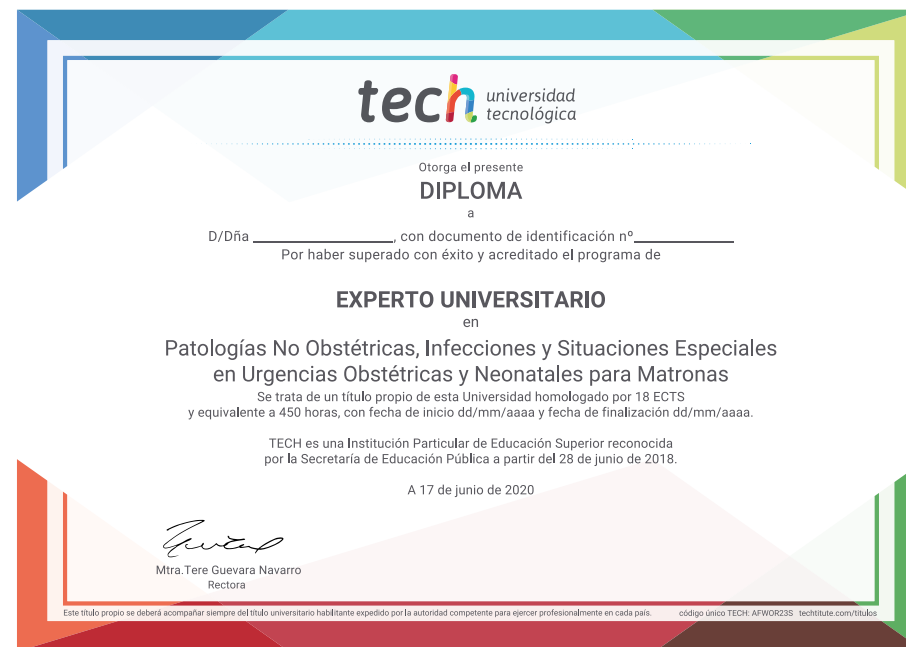 tech universidad
tecnológica
Otorga el presente
DIPLOMA
a
D/Dña ____________________, con documento de identificación nº______________
Por haber superado con éxito y acreditado el programa de
EXPERTO UNIVERSITARIO
en
Patologías No Obstétricas, Infecciones y Situaciones Especiales
en Urgencias Obstétricas y Neonatales para Matronas
Se trata de un título propio de esta Universidad homologado por 18 ECTS
y equivalente a 450 horas, con fecha de inicio dd/mm/aaaa y fecha de finalización dd/mm/aaaa.
TECH es una Institución Particular de Educación Superior reconocida
por la Secretaría de Educación Pública a partir del 28 de junio de 2018.
A 17 de junio de 2020
Mtra.Tere Guevara Navarro
Rectora
Este título propio se deberá acompañar siempre del título universitario habilitante expedido por la autoridad competente para ejercer profesionalmente en cada país. código único TECH: AFWOR23S techtitute.com/titulos